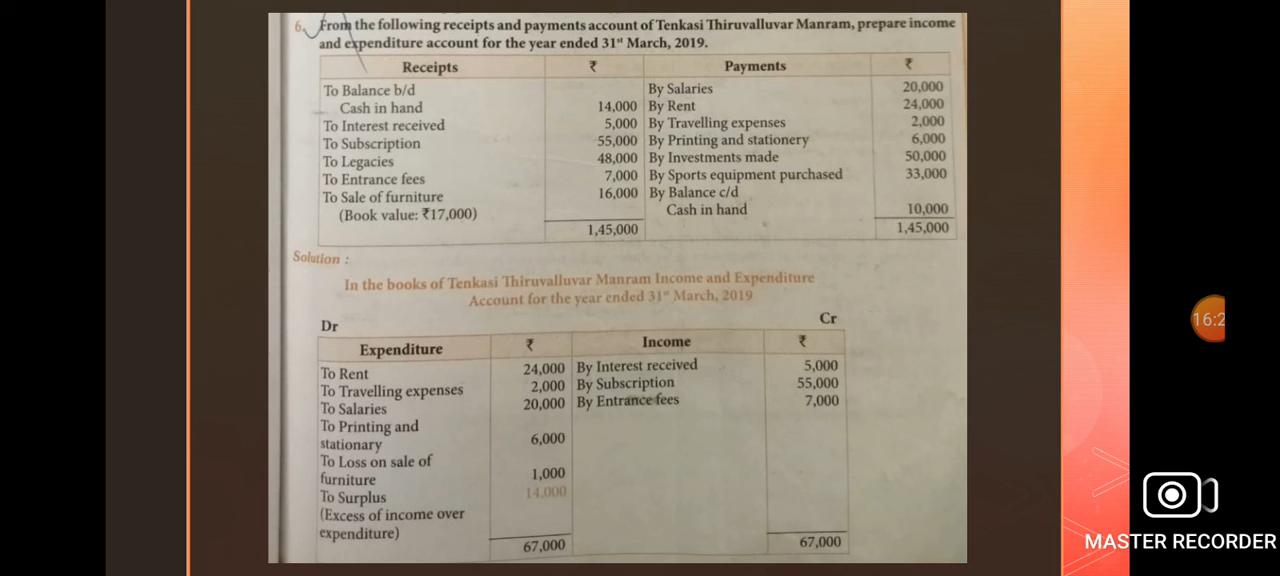 6. From the following receipts and payments account of Tenkasi Thiruvalluvar Manram, prepare income
and expenditure account for the year ended 31st March, 2019.
Receipts ₹ Payments ₹
To Balance b/d By Salaries 20,000
Cash in hand 14,000 By Rent 24,000
To Interest received 5,000 By Travelling expenses 2,000
To Subscription 55,000 By Printing and stationery 6,000
To Legacies 48,000 By Investments made 50,000
To Entrance fees 7,000 By Sports equipment purchased 33,000
To Sale of furniture 16,000 By Balance c/d
(Book value: ₹17,000) Cash in hand 10,000
1,45,000 1,45,000
Solution :
In the books of Tenkasi Thiruvalluvar Manram Income and Expenditure
Account for the year ended 31st March, 2019
Dr Cr
Expenditure ₹ Income ₹
To Rent 24,000 By Interest received 5,000
To Travelling expenses 2,000 By Subscription 55,000
To Salaries 20,000 By Entrance fees 7,000
To Printing and
stationary 6,000
To Loss on sale of
furniture 1,000
To Surplus 14,000
(Excess of income over
expenditure)
67,000 67,000
16:2
MASTER RECORDER